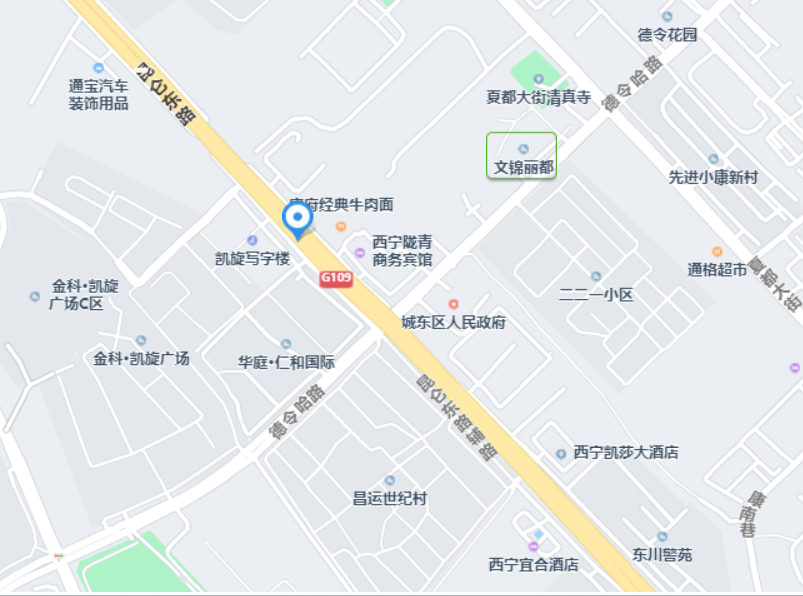 德令花园
德令哈路
通宝汽车
装饰用品
昆仑东路
夏都大街清真寺
文锦丽都
先进小康新村
府经典牛肉面
凯旋写字楼
西宁陇青
商务宾馆
G109
通格超市
夏都大街
金科·凯旋
广场C区
二二一小区
城东区人民政府
金科·凯旋广场
华庭·仁和国际
德令哈路
昆仑东路辅路
西宁凯莎大酒店
昌运世纪村
康南巷
西宁宜合酒店
东川警苑